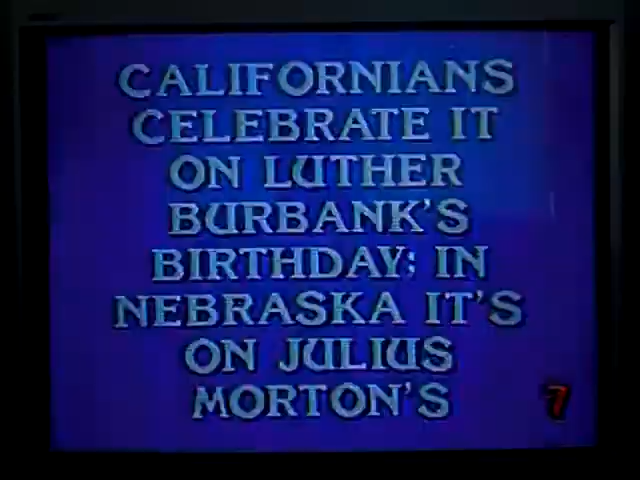 CALIFORNIANS
CELEBRATE IT
ON LUTHER
BURBANK'S
BIRTHDAY; IN
NEBRASKA IT'S
ON JULIUS
MORTON'S
7